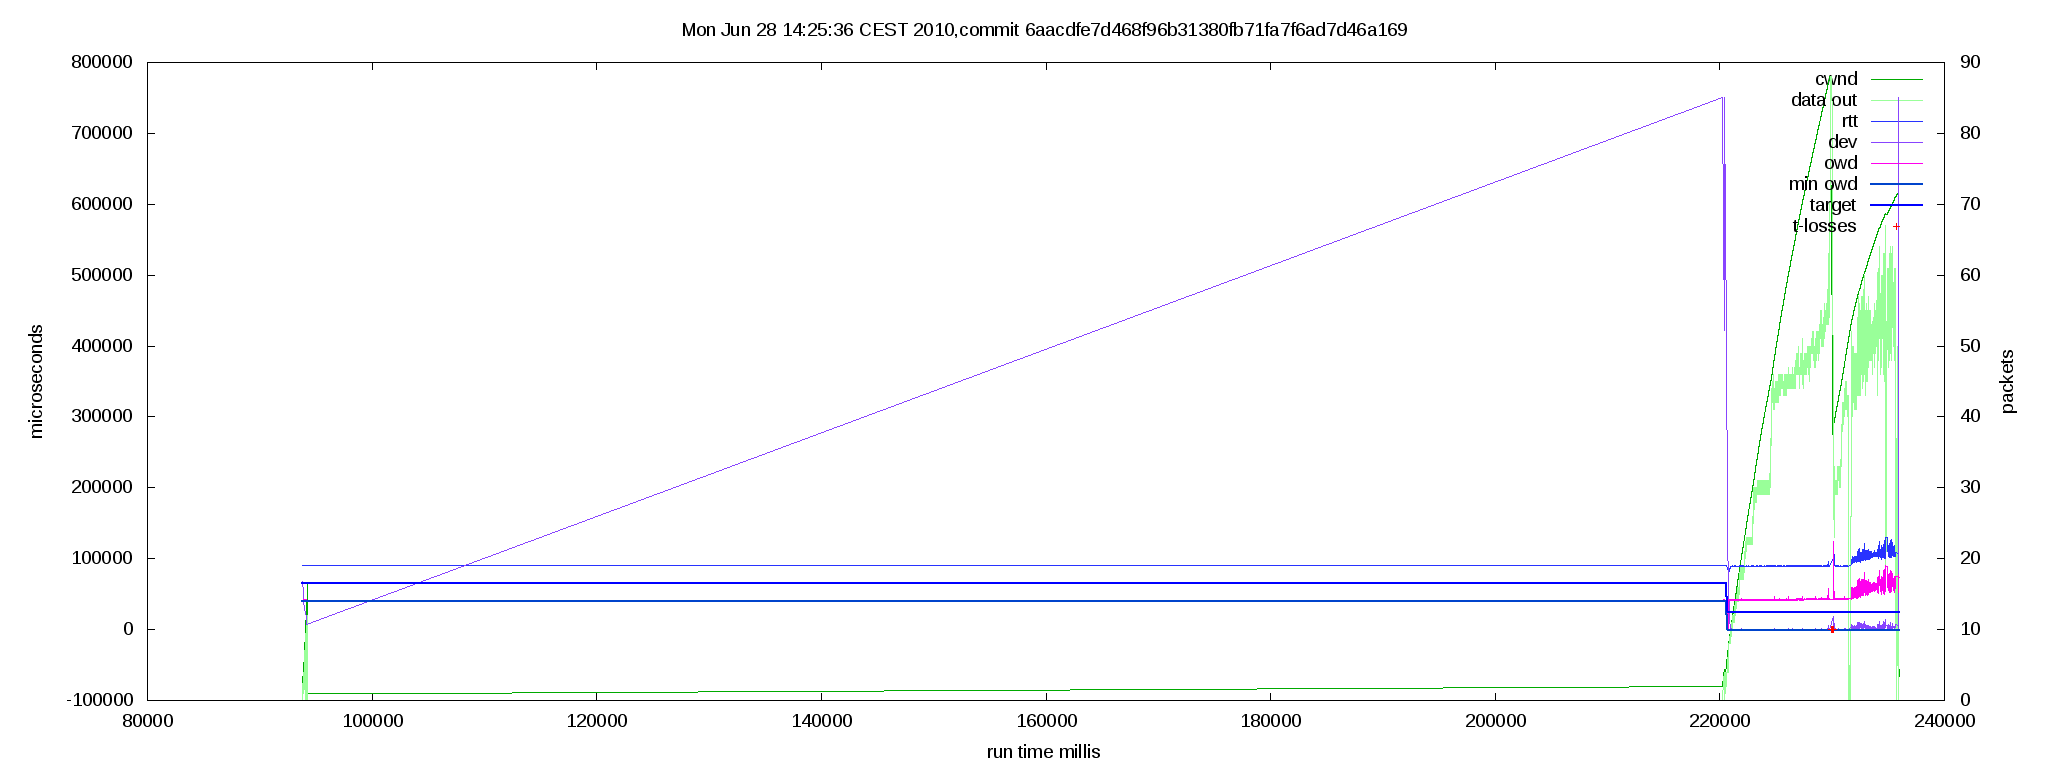 Mon Jun 28 14:25:36 CEST 2010,commit 6aacdfe7d468f96b31380fb71fa7f6ad7d46a169
800000
700000
600000
500000
400000
300000
200000
100000
0
-100000
microseconds
90
80
70
60
50
40
30
20
10
0
packets
cwnd
data out
rtt
dev
owd
min owd
target
t-losses
80000 100000 120000 140000 160000 180000 200000 220000 240000
run time millis